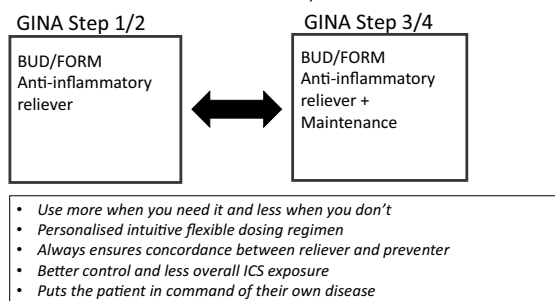 GINA Step 1/2
GINA Step 3/4
BUD/FORM
Anti-inflammatory
reliever
BUD/FORM
Anti-inflammatory
reliever +
Maintenance
• Use more when you need it and less when you don't
• Personalised intuitive flexible dosing regimen
• Always ensures concordance between reliever and preventer
• Better control and less overall ICS exposure
• Puts the patient in command of their own disease